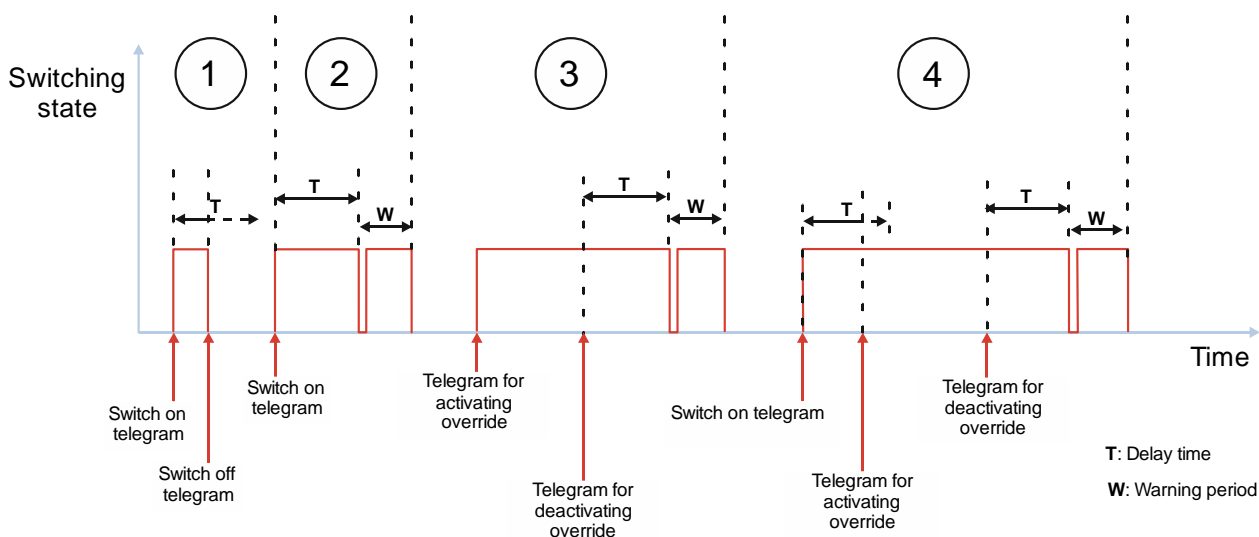 1
2
3
4
Switching
state
T
T
W
T
W
T
T
W
Time
Switch on
telegram
Switch off
telegram
Switch on
telegram
Telegram for
activating
override
Telegram for
deactivating
override
Switch on telegram
Telegram for
activating
override
Telegram for
deactivating
override
T: Delay time
W: Warning period